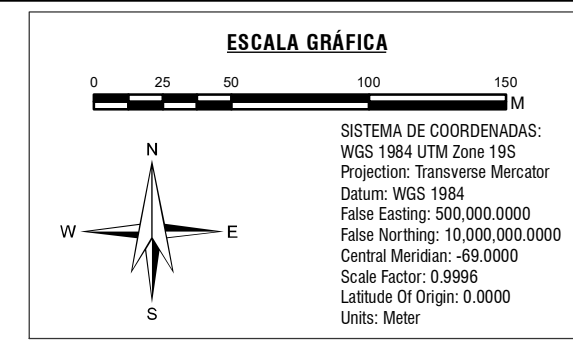 ESCALA GRÁFICA
0 25 50 100 150
M
SISTEMA DE COORDENADAS:
WGS 1984 UTM Zone 19S
Projection: Transverse Mercator
Datum: WGS 1984
False Easting: 500,000.0000
False Northing: 10,000,000.0000
Central Meridian: -69.0000
Scale Factor: 0.9996
Latitude Of Origin: 0.0000
Units: Meter
N
W E
S